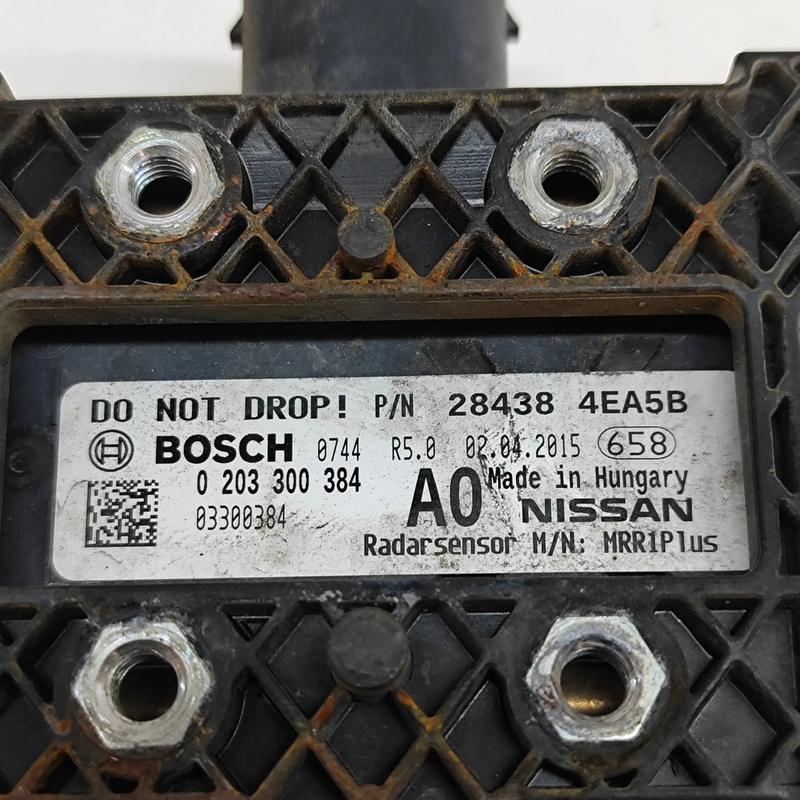 DO NOT DROP! P/N 28438 4EA5B
BOSCH 0744 R5.0 02.04.2015 658
0 203 300 384 A0 Made in Hungary
03300384 NISSAN
Radarsensor M/N: MRR1Plus